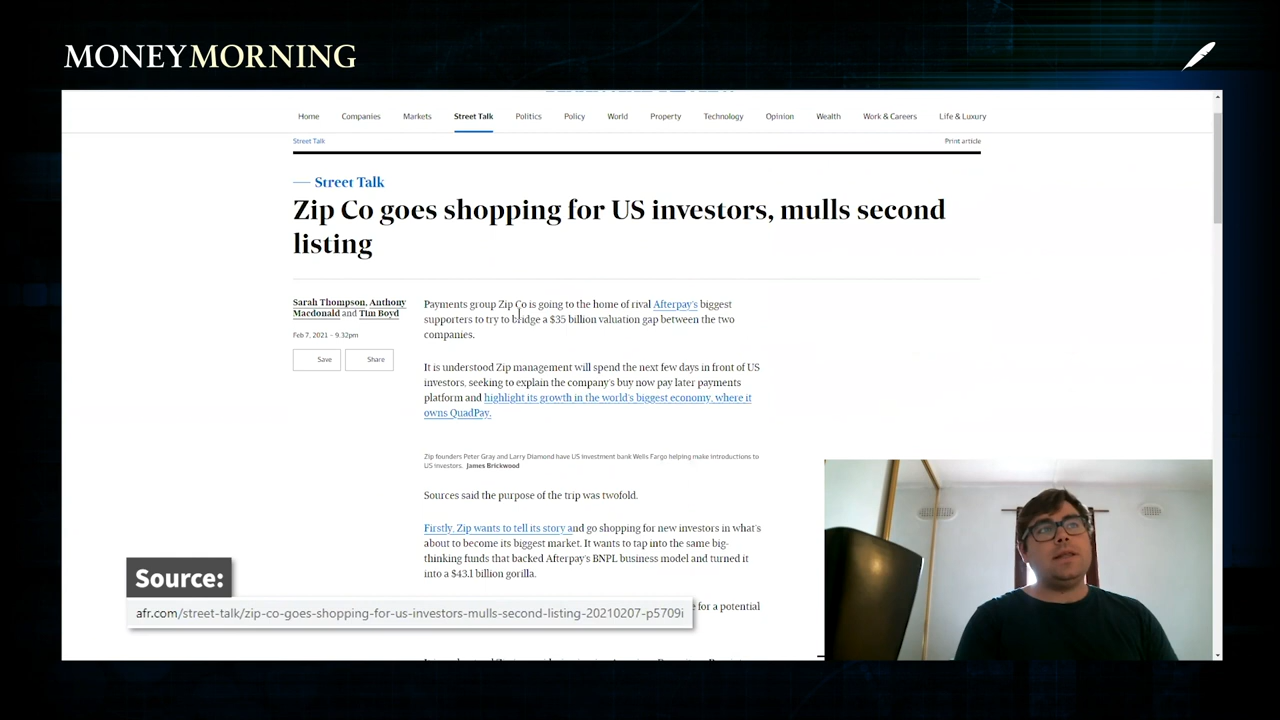 MONEYMORNING
Home Companies Markets Street Talk Politics Policy World Property Technology Opinion Wealth Work & Careers Life & Luxury
Street Talk
Print article
Street Talk
Zip Co goes shopping for US investors, mulls second
listing
Sarah Thompson, Anthony
Macdonald and Tim Boyd
Feb 7, 2021 – 9.32pm
Save
Share
Payments group Zip Co is going to the home of rival Afterpay's biggest
supporters to try to bridge a $35 billion valuation gap between the two
companies.
It is understood Zip management will spend the next few days in front of US
investors, seeking to explain the company's buy now pay later payments
platform and highlight its growth in the world's biggest economy, where it
owns QuadPay.
Zip founders Peter Gray and Larry Diamond have US investment bank Wells Fargo helping make introductions to
US investors. James Brickwood
Sources said the purpose of the trip was twofold.
Firstly, Zip wants to tell its story and go shopping for new investors in what's
about to become its biggest market. It wants to tap into the same big-
thinking funds that backed Afterpay's BNPL business model and turned it
into a $43.1 billion gorilla.
for a potential
Source:
afr.com/street-talk/zip-co-goes-shopping-for-us-investors-mulls-second-listing-20210207-p5709i